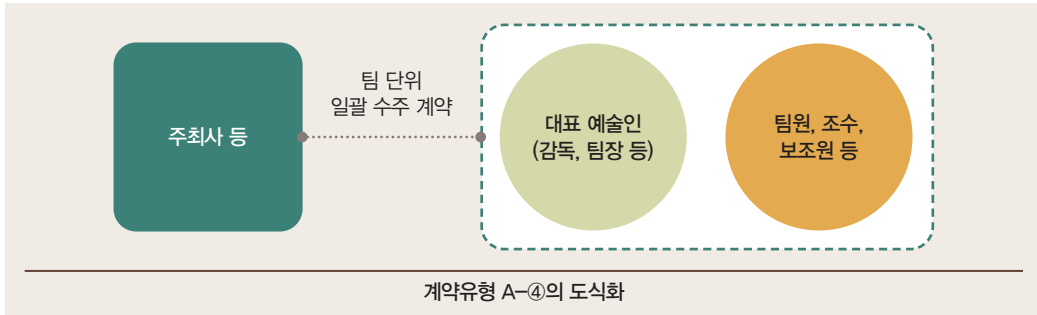 주최사 등
팀 단위
일괄 수주 계약
대표 예술인
(감독, 팀장 등)
팀원, 조수,
보조원 등
계약유형 A-④의 도식화